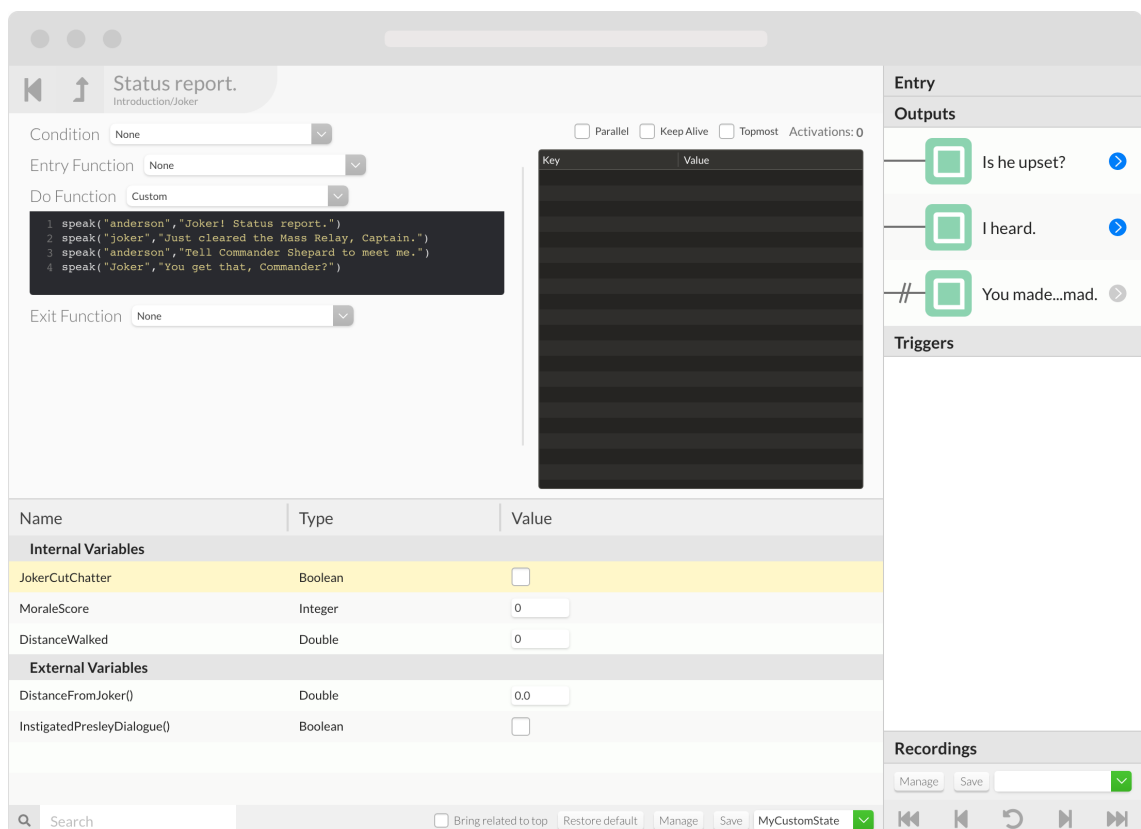 Status report.
Introduction/Joker
Condition None
Entry Function None
Do Function Custom
1 speak("anderson","Joker! Status report.")
2 speak("joker","Just cleared the Mass Relay, Captain.")
3 speak("anderson","Tell Commander Shepard to meet me.")
4 speak("Joker","You get that, Commander?")
Exit Function None
Parallel Keep Alive Topmost Activations: 0
Key Value
Name Type Value
Internal Variables
JokerCutChatter Boolean
MoraleScore Integer 0
DistanceWalked Double 0
External Variables
DistanceFromJoker() Double 0.0
InstigatedPresleyDialogue() Boolean
Search Bring related to top Restore default Manage Save MyCustomState
Entry
Outputs
Is he upset?
I heard.
You made...mad.
Triggers
Recordings
Manage Save